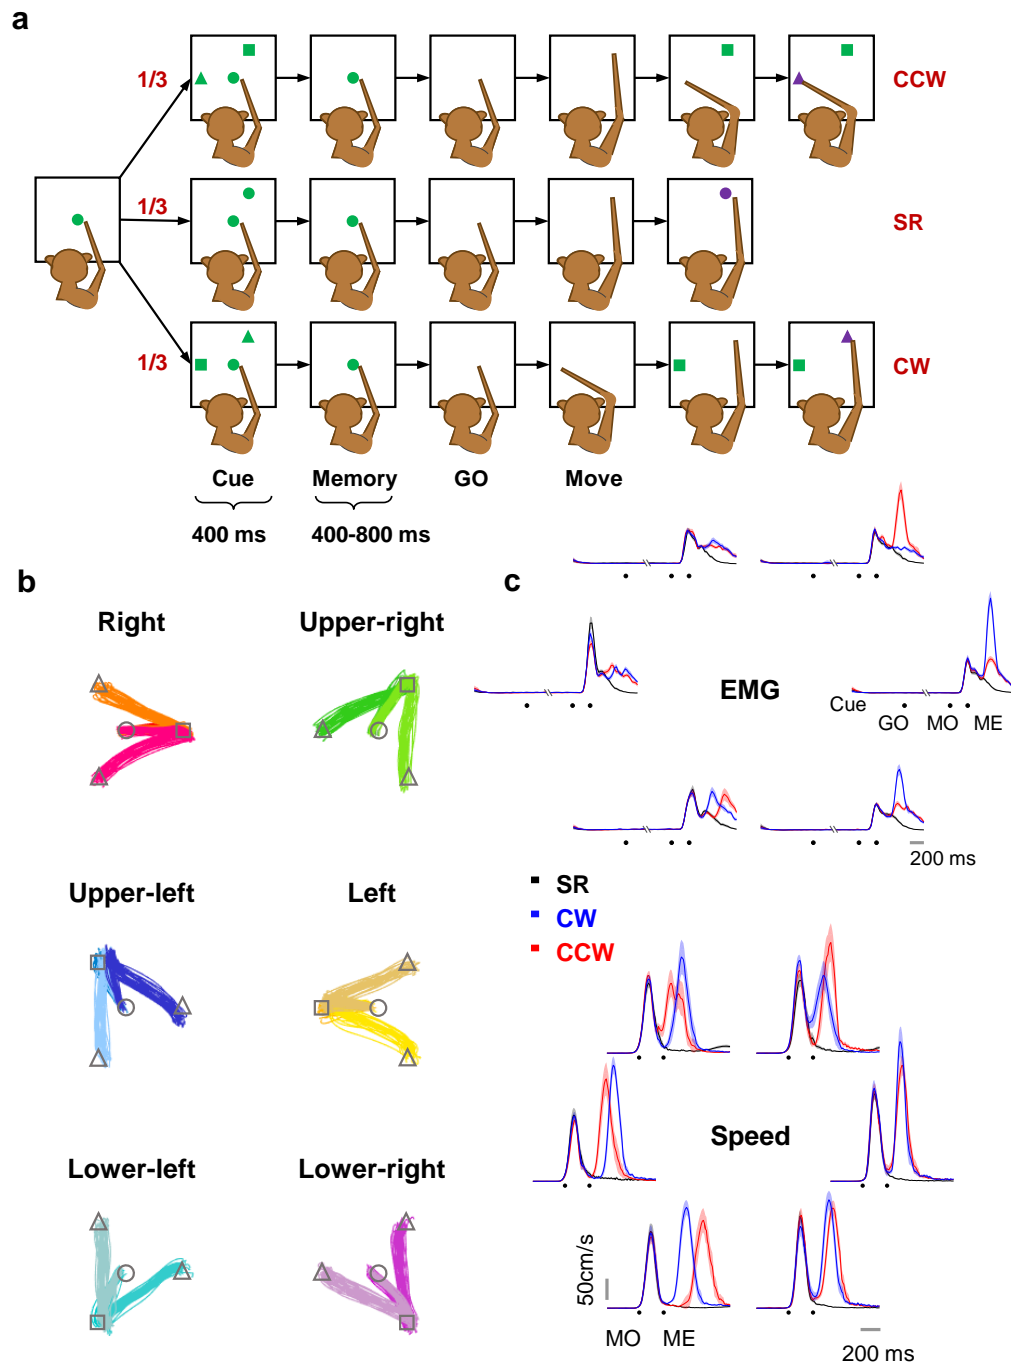 a
1/3
CCW
1/3
SR
1/3
CW
Cue
Memory
GO
Move
400 ms
400-800 ms
b
c
Right
Upper-right
EMG
Cue
GO
MO
ME
200 ms
Upper-left
Left
SR
CW
CCW
Speed
Lower-left
Lower-right
50cm/s
MO
ME
200 ms